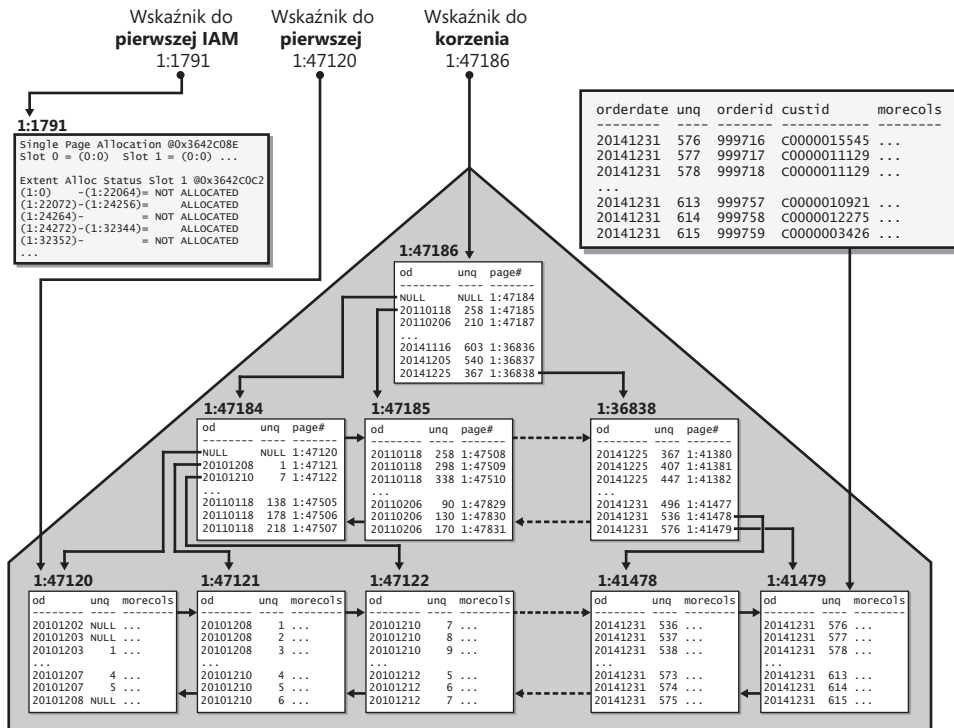 Wskaźnik do
pierwszej IAM
1:1791
Wskaźnik do
pierwszej
1:47120
Wskaźnik do
korzenia
1:47186
1:1791
Single Page Allocation @0x3642C08E
Slot 0 = (0:0) Slot 1 = (0:0) ...
Extent Alloc Status Slot 1 @0x3642C0C2
(1:0) -(1:22064)= NOT ALLOCATED
(1:22072)-(1:24256)= ALLOCATED
(1:24264)- = NOT ALLOCATED
(1:24272)-(1:32344)= ALLOCATED
(1:32352)- = NOT ALLOCATED
...
orderdate unq orderid custid morecols
--------- --- ------- ----------- --------
20141231 576 999716 C0000015545 ...
20141231 577 999717 C0000011129 ...
20141231 578 999718 C0000011129 ...
...
20141231 613 999757 C0000010921 ...
20141231 614 999758 C0000012275 ...
20141231 615 999759 C0000003426 ...
1:47186
od unq page#
-------- ---- -------
NULL NULL 1:47184
20110118 258 1:47185
20110206 210 1:47187
...
20141116 603 1:36836
20141205 540 1:36837
20141225 367 1:36838
1:47184
od unq page#
-------- ---- -------
NULL NULL 1:47120
20101208 1 1:47121
20101210 7 1:47122
...
20110118 138 1:47505
20110118 178 1:47506
20110118 218 1:47507
1:47185
od unq page#
-------- ---- -------
20110118 258 1:47508
20110118 298 1:47509
20110118 338 1:47510
...
20110206 90 1:47829
20110206 130 1:47830
20110206 170 1:47831
1:36838
od unq page#
-------- ---- -------
20141225 367 1:41380
20141225 407 1:41381
20141225 447 1:41382
...
20141231 496 1:41477
20141231 536 1:41478
20141231 576 1:41479
1:47120
od unq morecols
-------- ---- --------
20101202 NULL ...
20101203 NULL ...
20101203 1 ...
...
20101207 4 ...
20101207 5 ...
20101208 NULL ...
1:47121
od unq morecols
-------- ---- --------
20101208 1 ...
20101208 2 ...
20101208 3 ...
...
20101210 4 ...
20101210 5 ...
20101210 6 ...
1:47122
od unq morecols
-------- ---- --------
20101210 7 ...
20101210 8 ...
20101210 9 ...
...
20101212 5 ...
20101212 6 ...
20101212 7 ...
1:41478
od unq morecols
-------- ---- --------
20141231 536 ...
20141231 537 ...
20141231 538 ...
...
20141231 573 ...
20141231 574 ...
20141231 575 ...
1:41479
od unq morecols
-------- ---- --------
20141231 576 ...
20141231 577 ...
20141231 578 ...
...
20141231 613 ...
20141231 614 ...
20141231 615 ...